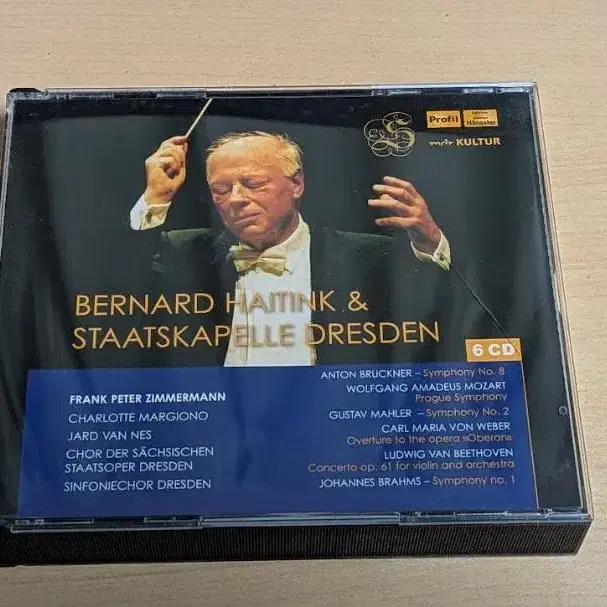 Profil
Edition
Hänssler
mdr KULTUR
BERNARD HAITINK &
STAATSKAPELLE DRESDEN
6 CD
FRANK PETER ZIMMERMANN
CHARLOTTE MARGIONO
JARD VAN NES
CHOR DER SÄCHSISCHEN
STAATSOPER DRESDEN
SINFONIECHOR DRESDEN
ANTON BRUCKNER – Symphony No. 8
WOLFGANG AMADEUS MOZART
Prague Symphony
GUSTAV MAHLER – Symphony No. 2
CARL MARIA VON WEBER
Overture to the opera »Oberon«
LUDWIG VAN BEETHOVEN
Concerto op. 61 for violin and orchestra
JOHANNES BRAHMS – Symphony no. 1